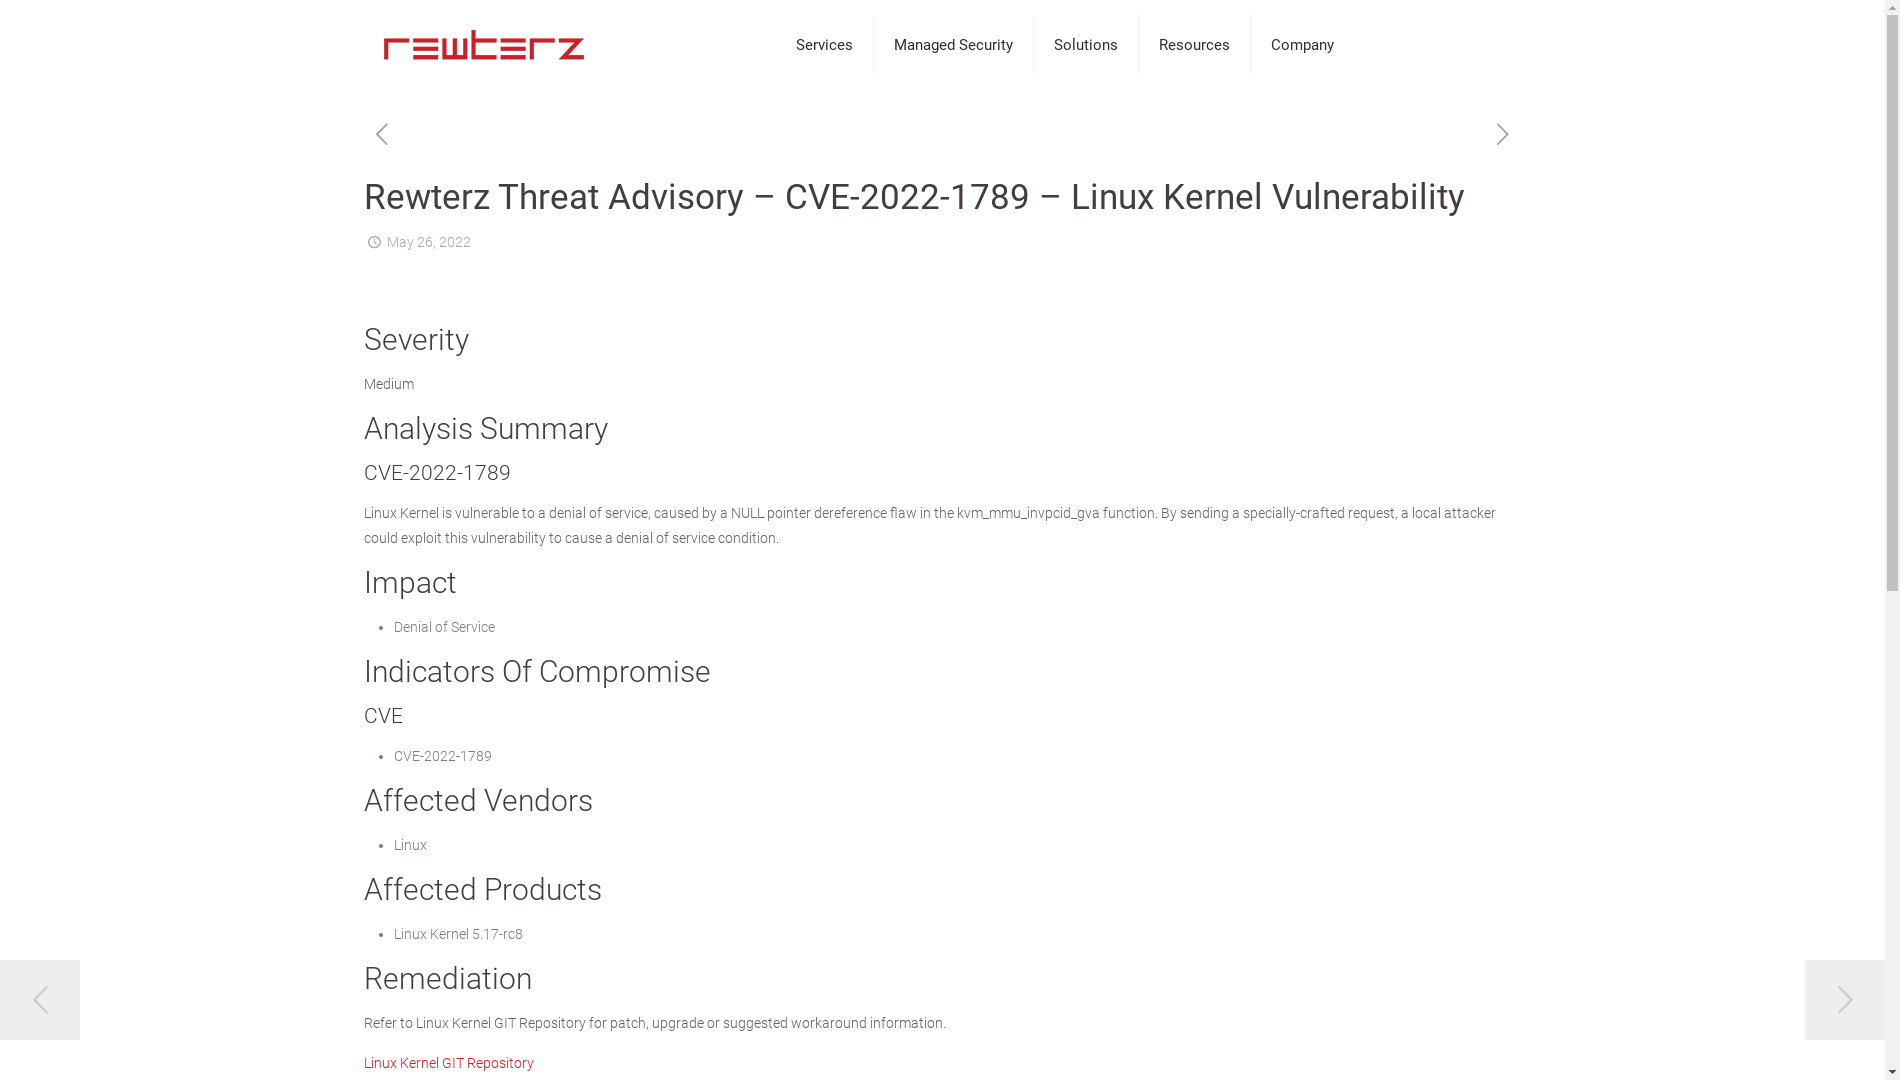 rewterz
Services
Managed Security
Solutions
Resources
Company
Rewterz Threat Advisory – CVE-2022-1789 – Linux Kernel Vulnerability
May 26, 2022
Severity
Medium
Analysis Summary
CVE-2022-1789
Linux Kernel is vulnerable to a denial of service, caused by a NULL pointer dereference flaw in the kvm_mmu_invpcid_gva function. By sending a specially-crafted request, a local attacker
could exploit this vulnerability to cause a denial of service condition.
Impact
Denial of Service
Indicators Of Compromise
CVE
CVE-2022-1789
Affected Vendors
Linux
Affected Products
Linux Kernel 5.17-rc8
Remediation
Refer to Linux Kernel GIT Repository for patch, upgrade or suggested workaround information.
Linux Kernel GIT Repository